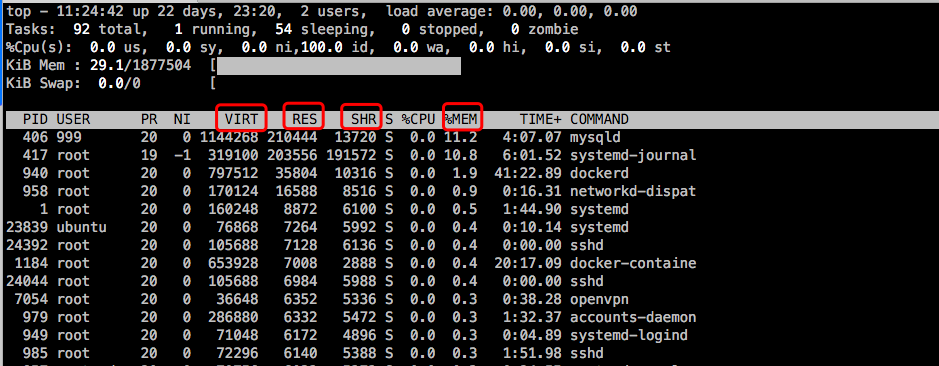 top - 11:24:42 up 22 days, 23:20,  2 users,  load average: 0.00, 0.00, 0.00
Tasks:  92 total,   1 running,  54 sleeping,   0 stopped,   0 zombie
%Cpu(s):  0.0 us,  0.0 sy,  0.0 ni,100.0 id,  0.0 wa,  0.0 hi,  0.0 si,  0.0 st
KiB Mem : 29.1/1877504  [
KiB Swap:  0.0/0        [
PID USER      PR  NI    VIRT    RES    SHR S %CPU %MEM     TIME+ COMMAND
406 999       20   0 1144268 210444  13720 S  0.0 11.2   4:07.07 mysqld
417 root      19  -1  319100 203556 191572 S  0.0 10.8   6:01.52 systemd-journal
940 root      20   0  797512  35804  10316 S  0.0  1.9  41:22.89 dockerd
958 root      20   0  170124  16588   8516 S  0.0  0.9   0:16.31 networkd-dispat
1 root      20   0  160248   8872   6100 S  0.0  0.5   1:44.90 systemd
23839 ubuntu    20   0   76868   7264   5992 S  0.0  0.4   0:10.14 systemd
24392 root      20   0  105688   7128   6136 S  0.0  0.4   0:00.00 sshd
1184 root      20   0  653928   7008   2888 S  0.0  0.4  20:17.09 docker-containe
24044 root      20   0  105688   6984   5988 S  0.0  0.4   0:00.00 sshd
7054 root      20   0   36648   6352   5336 S  0.0  0.3   0:38.28 openvpn
979 root      20   0  286880   6332   5472 S  0.0  0.3   1:32.37 accounts-daemon
949 root      20   0   71048   6172   4896 S  0.0  0.3   0:04.89 systemd-logind
985 root      20   0   72296   6140   5388 S  0.0  0.3   1:51.98 sshd